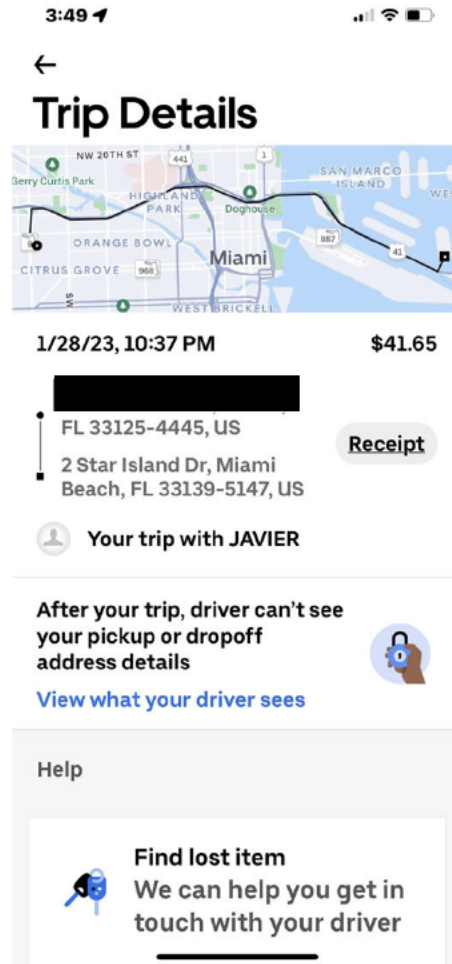 3:49
Trip Details
NW 20TH ST
441
1
Gerry Curtis Park
HIGHLAND
PARK
Doghouse
SAN MARCO
ISLAND
WE
ORANGE BOWL
9
887
41
Miami
CITRUS GROVE
968
SW
WEST BRICKELL
1/28/23, 10:37 PM
$41.65
FL 33125-4445, US
2 Star Island Dr, Miami
Beach, FL 33139-5147, US
Receipt
Your trip with JAVIER
After your trip, driver can't see
your pickup or dropoff
address details
View what your driver sees
Help
Find lost item
We can help you get in
touch with your driver